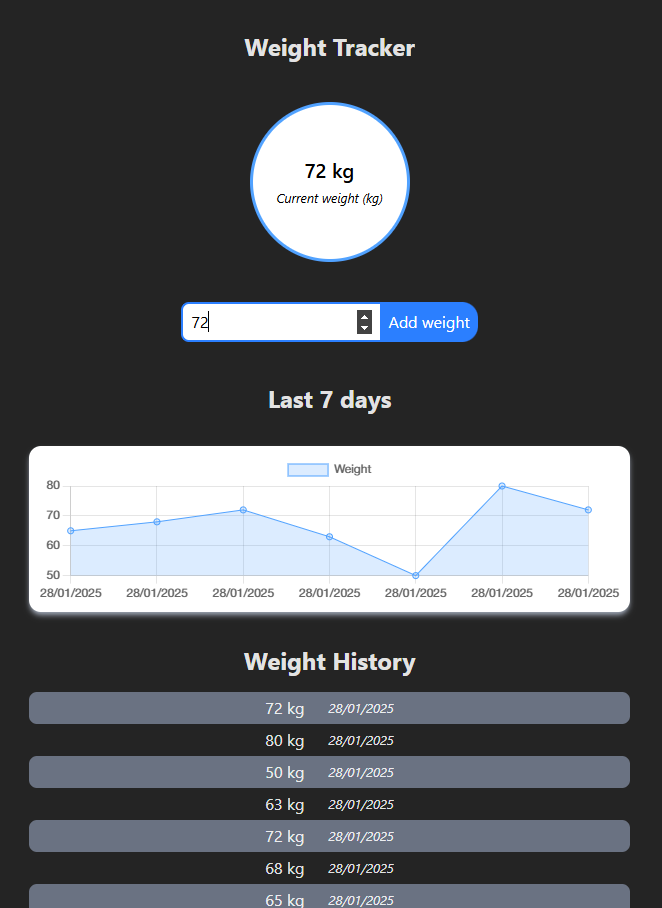 Weight Tracker
72 kg
Current weight (kg)
72
Add weight
Last 7 days
Weight
80
70
60
50
28/01/2025 28/01/2025 28/01/2025 28/01/2025 28/01/2025 28/01/2025 28/01/2025
Weight History
72 kg 28/01/2025
80 kg 28/01/2025
50 kg 28/01/2025
63 kg 28/01/2025
72 kg 28/01/2025
68 kg 28/01/2025
65 kg 28/01/2025